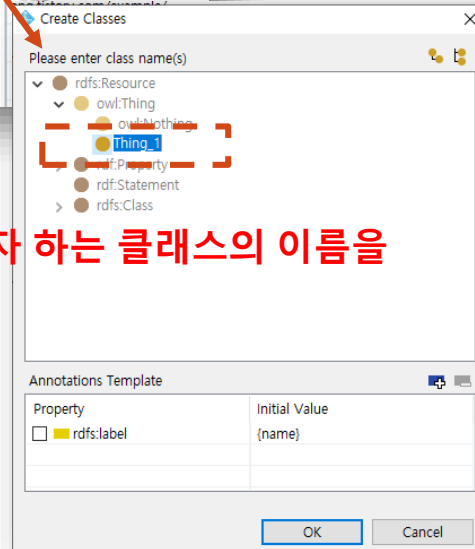 Create Classes
Please enter class name(s)
rdfs:Resource
owl:Thing
owl:Nothing
Thing_1
rdf:Property
rdf:Statement
rdfs:Class
하는 클래스의 이름을
Annotations Template
Property Initial Value
rdfs:label {name}
OK Cancel